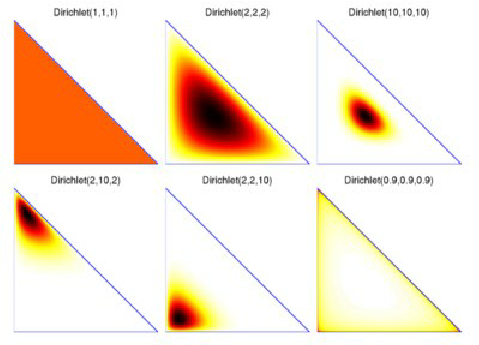 Dirichlet(1,1,1)
Dirichlet(2,2,2)
Dirichlet(10,10,10)
Dirichlet(2,10,2)
Dirichlet(2,2,10)
Dirichlet(0.9,0.9,0.9)